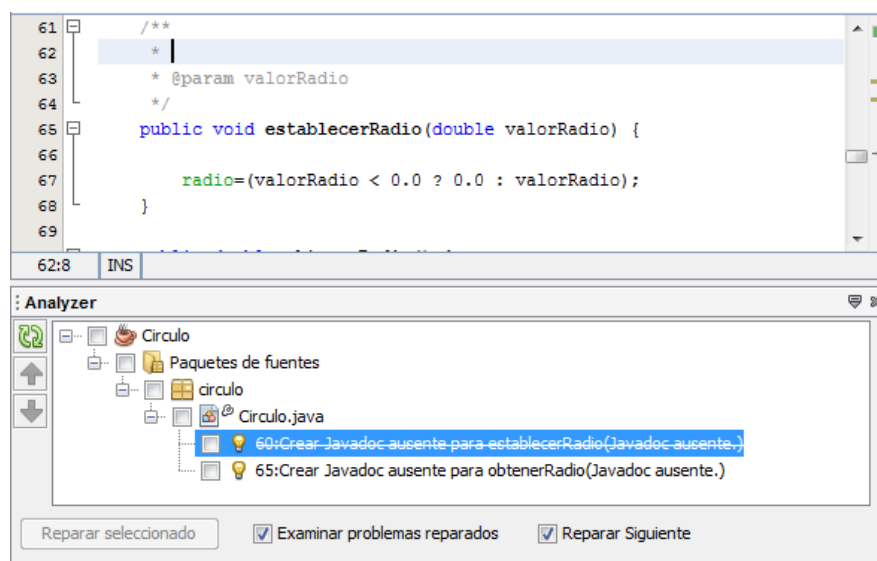 61 /**
62 *
63 * @param valorRadio
64 */
65 public void establecerRadio(double valorRadio) {
66
67 radio=(valorRadio < 0.0 ? 0.0 : valorRadio);
68 }
69
62:8 INS
Analyzer
Circulo
Paquetes de fuentes
circulo
Circulo.java
60:Crear Javadoc ausente para establecerRadio(Javadoc ausente.)
65:Crear Javadoc ausente para obtenerRadio(Javadoc ausente.)
Reparar seleccionado Examinar problemas reparados Reparar Siguiente